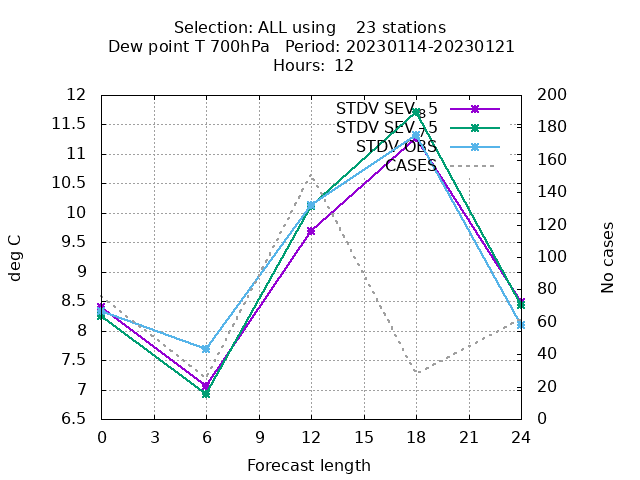 Selection: ALL using    23 stations
Dew point T 700hPa   Period: 20230114-20230121
Hours:  12
STDV SEV_8 5
STDV SEV_7 5
STDV OBS
CASES
12
11.5
11
10.5
10
9.5
9
8.5
8
7.5
7
6.5
200
180
160
140
120
100
80
60
40
20
0
deg C
No cases
0 3 6 9 12 15 18 21 24
Forecast length